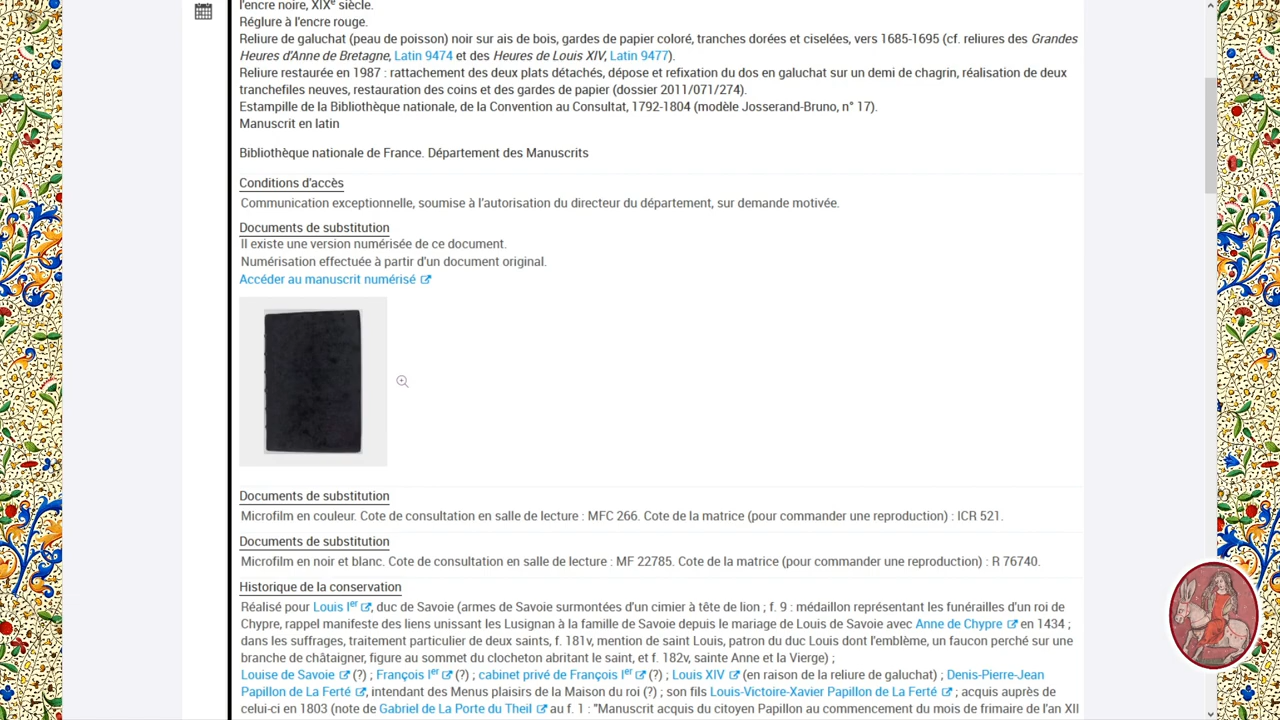 l'encre noire, XIXe siècle.
Réglure à l'encre rouge.
Reliure de galuchat (peau de poisson) noir sur ais de bois, gardes de papier coloré, tranches dorées et ciselées, vers 1685-1695 (cf. reliures des Grandes
Heures d'Anne de Bretagne, Latin 9474 et des Heures de Louis XIV, Latin 9477).
Reliure restaurée en 1987 : rattachement des deux plats détachés, dépose et refixation du dos en galuchat sur un demi de chagrin, réalisation de deux
tranchefiles neuves, restauration des coins et des gardes de papier (dossier 2011/071/274).
Estampille de la Bibliothèque nationale, de la Convention au Consultat, 1792-1804 (modèle Josserand-Bruno, n° 17).
Manuscrit en latin
Bibliothèque nationale de France. Département des Manuscrits
Conditions d'accès
Communication exceptionnelle, soumise à l'autorisation du directeur du département, sur demande motivée.
Documents de substitution
Il existe une version numérisée de ce document.
Numérisation effectuée à partir d'un document original.
Accéder au manuscrit numérisé
Documents de substitution
Microfilm en couleur. Cote de consultation en salle de lecture : MFC 266. Cote de la matrice (pour commander une reproduction) : ICR 521.
Documents de substitution
Microfilm en noir et blanc. Cote de consultation en salle de lecture : MF 22785. Cote de la matrice (pour commander une reproduction) : R 76740.
Historique de la conservation
Réalisé pour Louis Ier, duc de Savoie (armes de Savoie surmontées d'un cimier à tête de lion ; f. 9 : médaillon représentant les funérailles d'un roi de
Chypre, rappel manifeste des liens unissant les Lusignan à la famille de Savoie depuis le mariage de Louis de Savoie avec Anne de Chypre en 1434 ;
dans les suffrages, traitement particulier de deux saints, f. 181v, mention de saint Louis, patron du duc Louis dont l'emblème, un faucon perché sur une
branche de châtaigner, figure au sommet du clocheton abritant le saint, et f. 182v, sainte Anne et la Vierge) ;
Louise de Savoie (?) ; François Ier (?) ; cabinet privé de François Ier (?) ; Louis XIV (en raison de la reliure de galuchat) ; Denis-Pierre-Jean
Papillon de La Ferté, intendant des Menus plaisirs de la Maison du roi (?) ; son fils Louis-Victoire-Xavier Papillon de La Ferté ; acquis auprès de
celui-ci en 1803 (note de Gabriel de La Porte du Theil au f. 1 : "Manuscrit acquis du citoyen Papillon au commencement du mois de frimaire de l'an XII